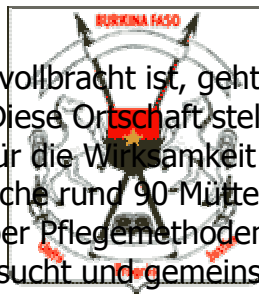 BURKINA FASO
vollbracht ist, geht
Diese Ortschaft stel
ür die Wirksamkeit
che rund 90 Mütte
er Pflegemethoden
sucht und gemeins